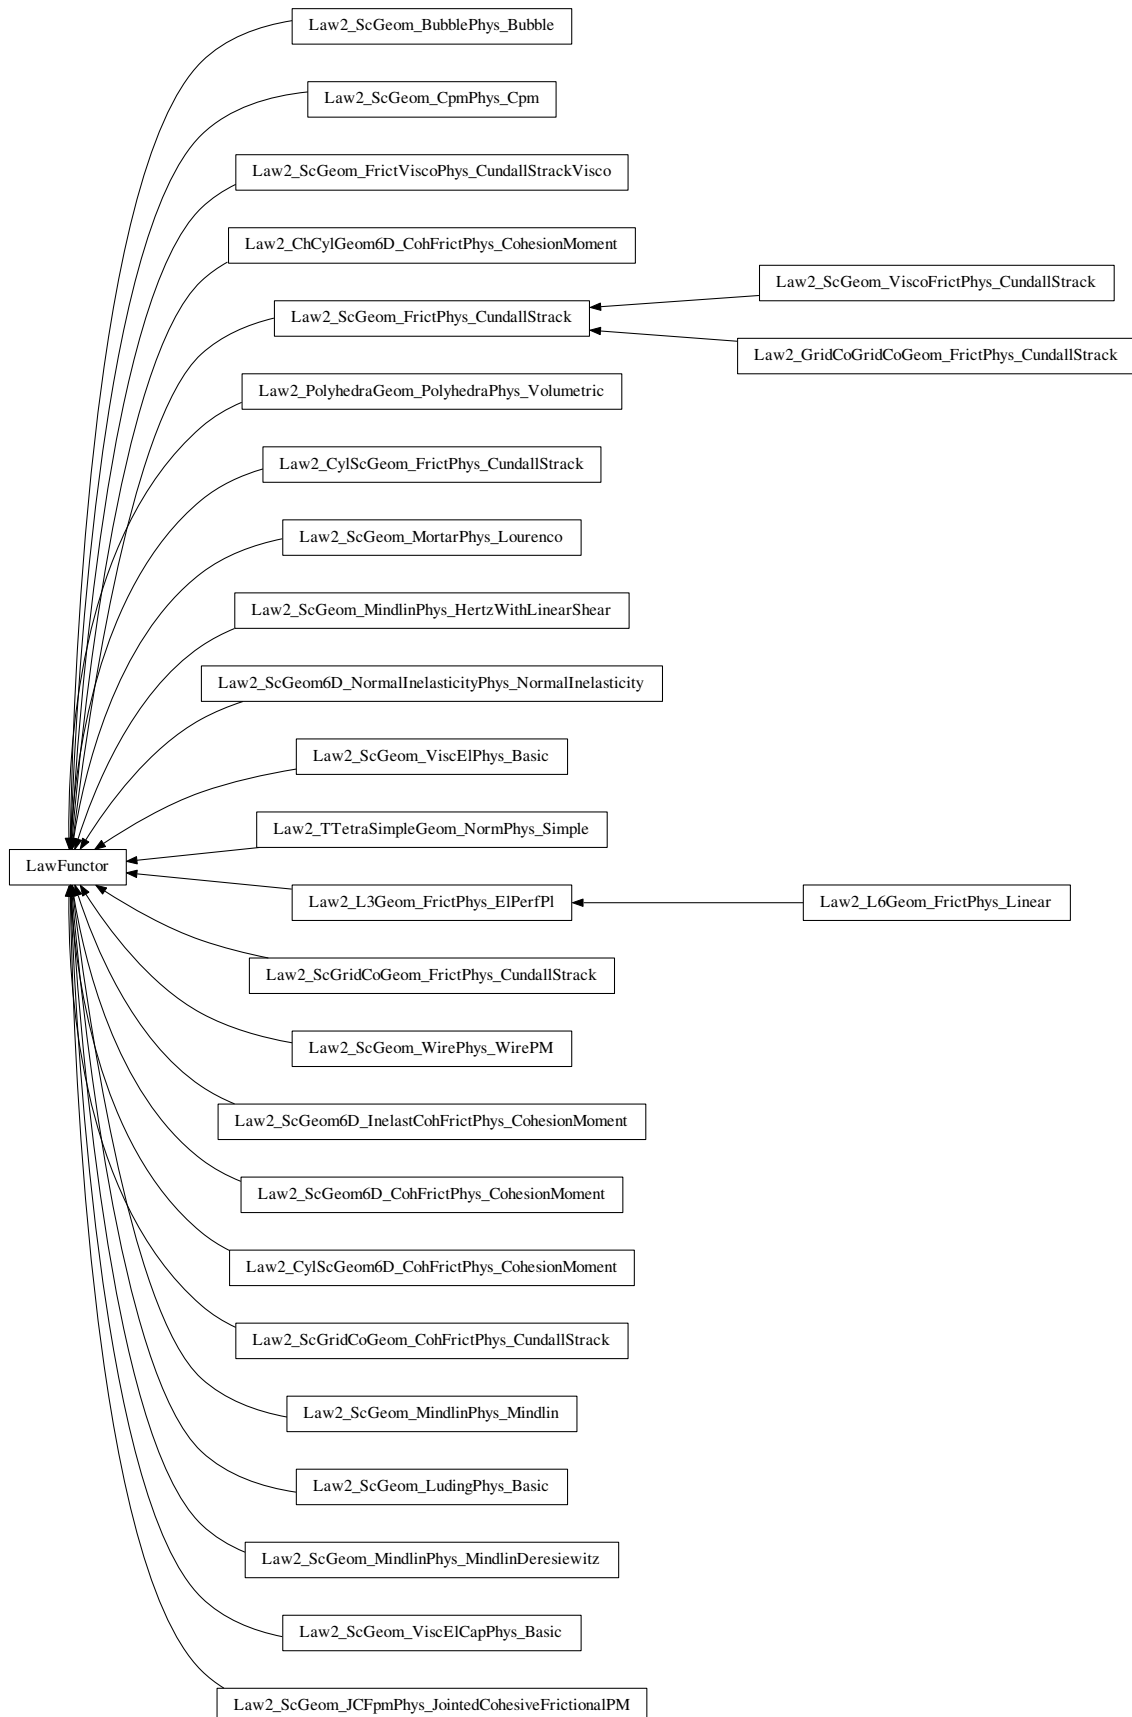 Law2_ScGeom_BubblePhys_Bubble
Law2_ScGeom_CpmPhys_Cpm
Law2_ScGeom_FrictViscoPhys_CundallStrackVisco
Law2_ChCylGeom6D_CohFrictPhys_CohesionMoment
Law2_ScGeom_ViscoFrictPhys_CundallStrack
Law2_ScGeom_FrictPhys_CundallStrack
Law2_GridCoGridCoGeom_FrictPhys_CundallStrack
Law2_PolyhedraGeom_PolyhedraPhys_Volumetric
Law2_CylScGeom_FrictPhys_CundallStrack
Law2_ScGeom_MortarPhys_Lourenco
Law2_ScGeom_MindlinPhys_HertzWithLinearShear
Law2_ScGeom6D_NormalInelasticityPhys_NormalInelasticity
Law2_ScGeom_ViscElPhys_Basic
Law2_TTetraSimpleGeom_NormPhys_Simple
LawFunctor
Law2_L3Geom_FrictPhys_ElPerfPl
Law2_L6Geom_FrictPhys_Linear
Law2_ScGridCoGeom_FrictPhys_CundallStrack
Law2_ScGeom_WirePhys_WirePM
Law2_ScGeom6D_InelastCohFrictPhys_CohesionMoment
Law2_ScGeom6D_CohFrictPhys_CohesionMoment
Law2_CylScGeom6D_CohFrictPhys_CohesionMoment
Law2_ScGridCoGeom_CohFrictPhys_CundallStrack
Law2_ScGeom_MindlinPhys_Mindlin
Law2_ScGeom_LudingPhys_Basic
Law2_ScGeom_MindlinPhys_MindlinDeresiewitz
Law2_ScGeom_ViscElCapPhys_Basic
Law2_ScGeom_JCFpmPhys_JointedCohesiveFrictionalPM